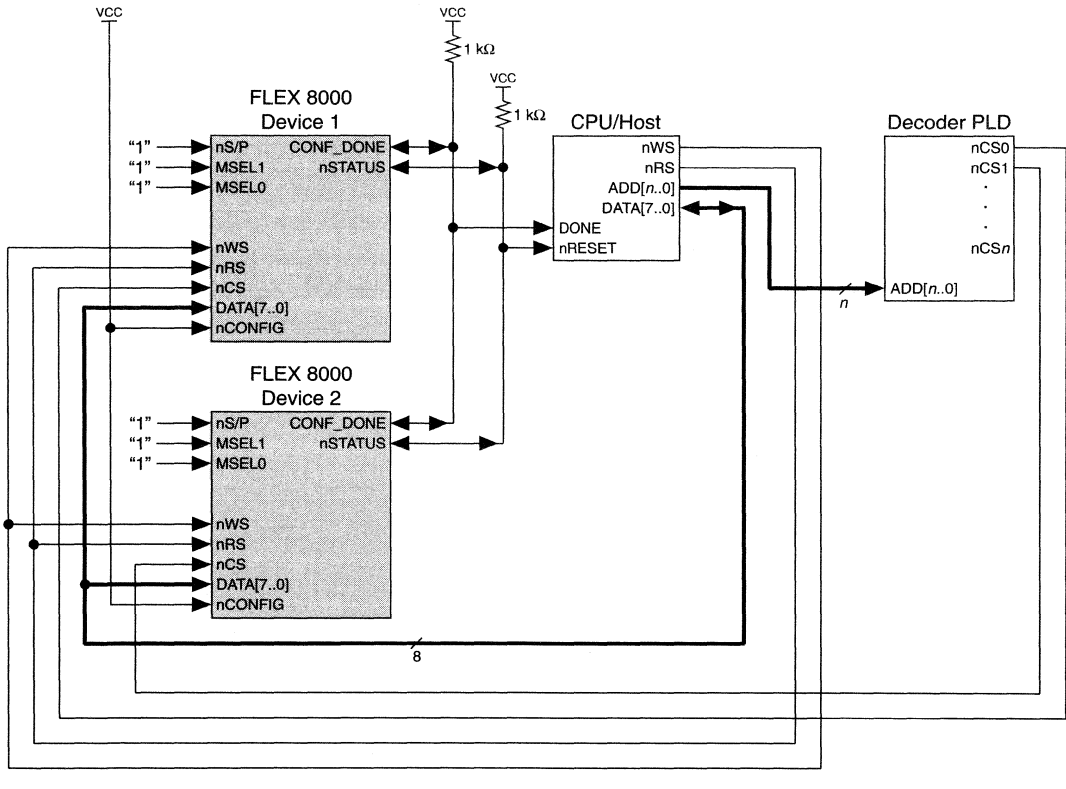 VCC
VCC
1 kΩ
VCC
1 kΩ
FLEX 8000
Device 1
"1"
nS/P
"1"
MSEL1
"1"
MSEL0
CONF_DONE
nSTATUS
nWS
nRS
nCS
DATA[7..0]
nCONFIG
CPU/Host
nWS
nRS
ADD[n..0]
DATA[7..0]
DONE
nRESET
Decoder PLD
nCS0
nCS1
.
.
.
nCSn
ADD[n..0]
n
FLEX 8000
Device 2
"1"
nS/P
"1"
MSEL1
"1"
MSEL0
CONF_DONE
nSTATUS
nWS
nRS
nCS
DATA[7..0]
nCONFIG
8